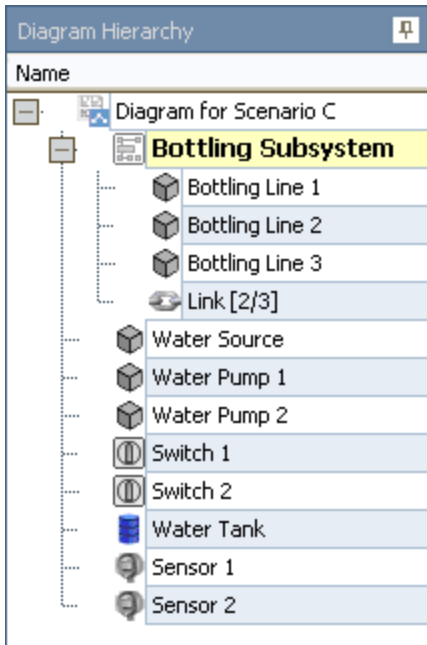 Diagram Hierarchy
Name
Diagram for Scenario C
Bottling Subsystem
Bottling Line 1
Bottling Line 2
Bottling Line 3
Link [2/3]
Water Source
Water Pump 1
Water Pump 2
Switch 1
Switch 2
Water Tank
Sensor 1
Sensor 2